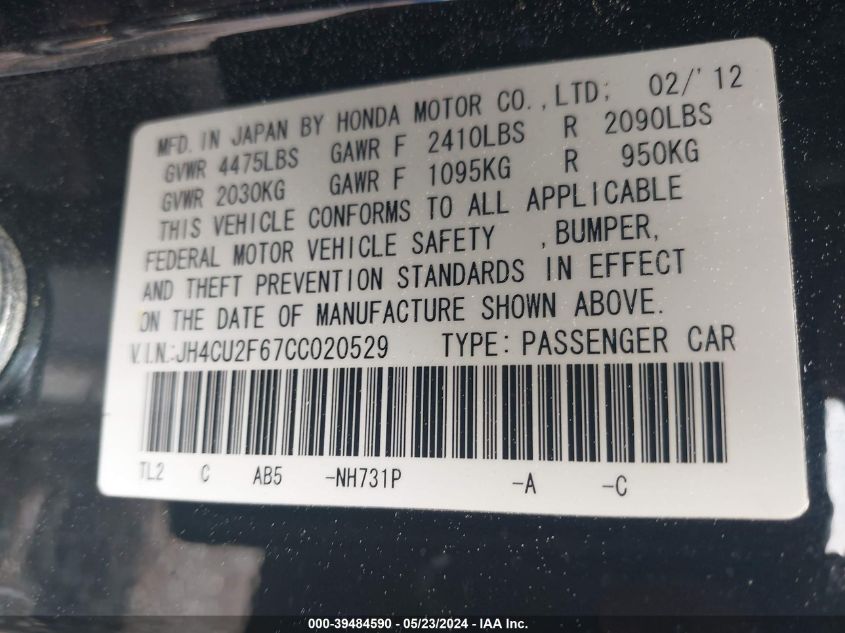 MFD. IN JAPAN BY HONDA MOTOR CO.,LTD; 02/'12
GVWR 4475LBS GAWR F 2410LBS R 2090LBS
GVWR 2030KG GAWR F 1095KG R 950KG
THIS VEHICLE CONFORMS TO ALL APPLICABLE
FEDERAL MOTOR VEHICLE SAFETY , BUMPER,
AND THEFT PREVENTION STANDARDS IN EFFECT
ON THE DATE OF MANUFACTURE SHOWN ABOVE.
V.I.N.:JH4CU2F67CC020529 TYPE: PASSENGER CAR
TL2 C AB5 -NH731P -A -C
000-39484590 - 05/23/2024 - IAA Inc.